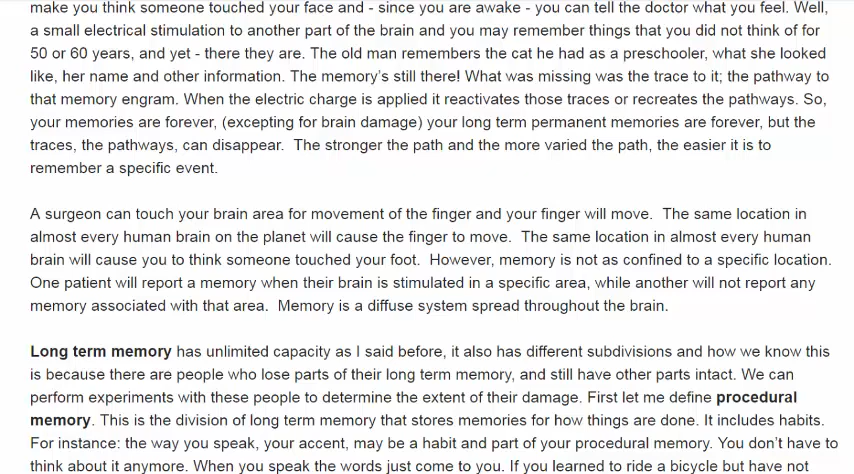 make you think someone touched your face and - since you are awake - you can tell the doctor what you feel. Well,
a small electrical stimulation to another part of the brain and you may remember things that you did not think of for
50 or 60 years, and yet - there they are. The old man remembers the cat he had as a preschooler, what she looked
like, her name and other information. The memory's still there! What was missing was the trace to it; the pathway to
that memory engram. When the electric charge is applied it reactivates those traces or recreates the pathways. So,
your memories are forever, (excepting for brain damage) your long term permanent memories are forever, but the
traces, the pathways, can disappear.  The stronger the path and the more varied the path, the easier it is to
remember a specific event.
A surgeon can touch your brain area for movement of the finger and your finger will move.  The same location in
almost every human brain on the planet will cause the finger to move.  The same location in almost every human
brain will cause you to think someone touched your foot.  However, memory is not as confined to a specific location.
One patient will report a memory when their brain is stimulated in a specific area, while another will not report any
memory associated with that area.  Memory is a diffuse system spread throughout the brain.
Long term memory has unlimited capacity as I said before, it also has different subdivisions and how we know this
is because there are people who lose parts of their long term memory, and still have other parts intact. We can
perform experiments with these people to determine the extent of their damage. First let me define procedural
memory. This is the division of long term memory that stores memories for how things are done. It includes habits.
For instance: the way you speak, your accent, may be a habit and part of your procedural memory. You don't have to
think about it anymore. When you speak the words just come to you. If you learned to ride a bicycle but have not